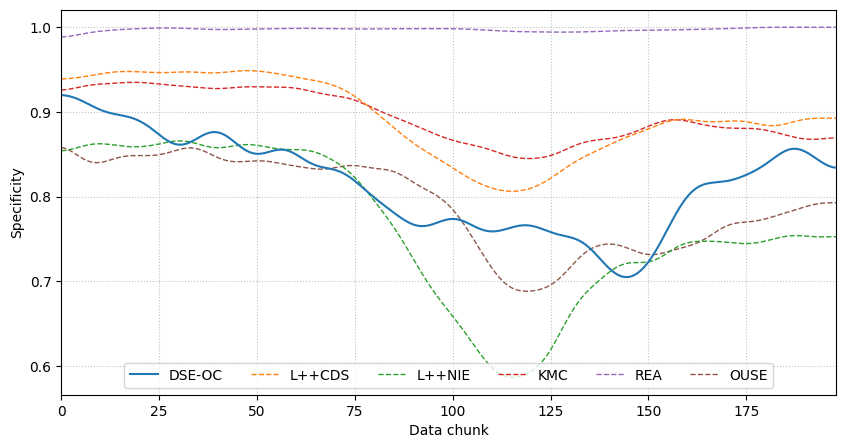 1.0
0.9
0.8
0.7
0.6
Specificity
0 25 50 75 100 125 150 175
Data chunk
DSE-OC L++CDS L++NIE KMC REA OUSE